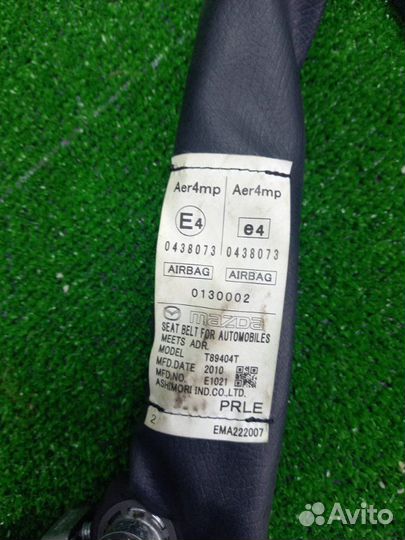 Aer4mp Aer4mp
E4 e4
0438073 0438073
AIRBAG AIRBAG
0130002
mazda
SEAT BELT FOR AUTOMOBILES
MEETS ADR.
MODEL T89404T
MFD.DATE 2010
MFD.NO. E1021
ASHIMORI IND.CO.,LTD.
PRLE
2 EMA222007
Avito